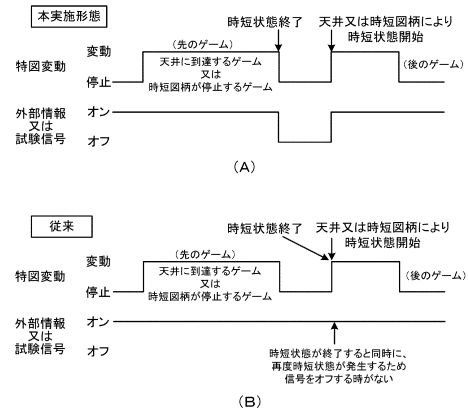 本実施形態
時短状態終了
天井又は時短図柄により
時短状態開始
特図変動
変動
停止
(先のゲーム)
天井に到達するゲーム
又は
時短図柄が停止するゲーム
(後のゲーム)
外部情報
又は
試験信号
オン
オフ
(A)
従来
時短状態終了
天井又は時短図柄により
時短状態開始
特図変動
変動
停止
(先のゲーム)
天井に到達するゲーム
又は
時短図柄が停止するゲーム
(後のゲーム)
外部情報
又は
試験信号
オン
オフ
時短状態が終了すると同時に、
再度時短状態が発生するため
信号をオフする時がない
(B)